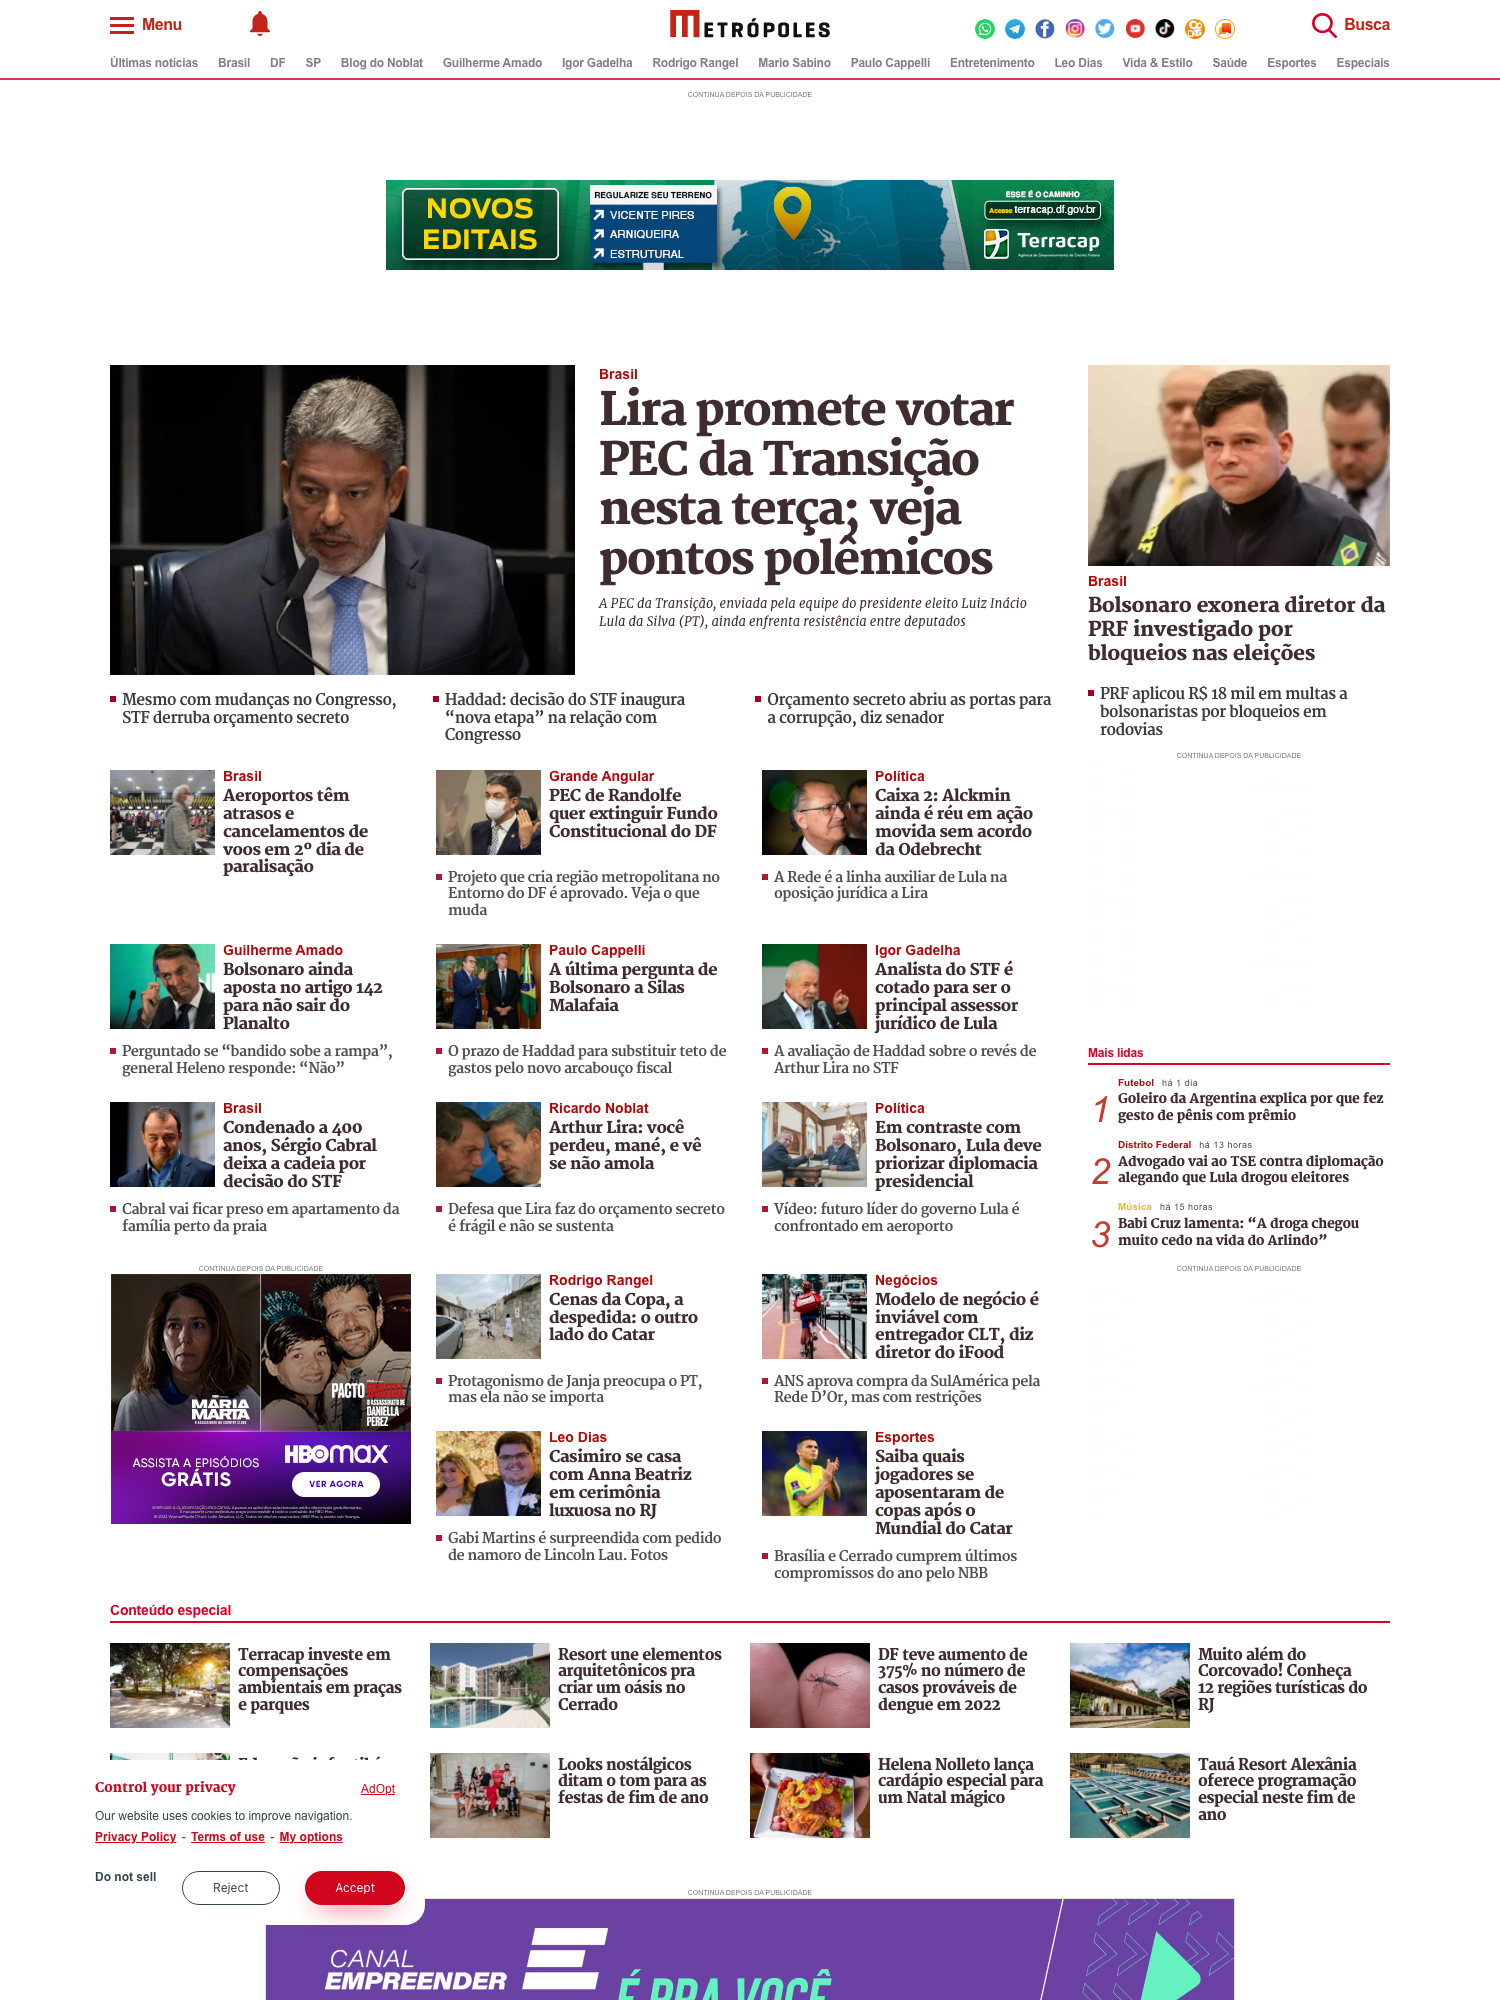 Menu
METRÓPOLES
Busca
Últimas notícias
Brasil
DF
SP
Blog do Noblat
Guilherme Amado
Igor Gadelha
Rodrigo Rangel
Mario Sabino
Paulo Cappelli
Entretenimento
Leo Dias
Vida & Estilo
Saúde
Esportes
Especiais
CONTINUA DEPOIS DA PUBLICIDADE
NOVOS
EDITAIS
REGULARIZE SEU TERRENO
VICENTE PIRES
ARNIQUEIRA
ESTRUTURAL
ESSE É O CAMINHO
Acesse terracap.df.gov.br
Terracap
Agência de Desenvolvimento do Distrito Federal
Brasil
Lira promete votar
PEC da Transição
nesta terça; veja
pontos polêmicos
A PEC da Transição, enviada pela equipe do presidente eleito Luiz Inácio
Lula da Silva (PT), ainda enfrenta resistência entre deputados
Brasil
Bolsonaro exonera diretor da
PRF investigado por
bloqueios nas eleições
PRF aplicou R$ 18 mil em multas a
bolsonaristas por bloqueios em
rodovias
CONTINUA DEPOIS DA PUBLICIDADE
Mesmo com mudanças no Congresso,
STF derruba orçamento secreto
Haddad: decisão do STF inaugura
“nova etapa” na relação com
Congresso
Orçamento secreto abriu as portas para
a corrupção, diz senador
Brasil
Aeroportos têm
atrasos e
cancelamentos de
voos em 2º dia de
paralisação
Grande Angular
PEC de Randolfe
quer extinguir Fundo
Constitucional do DF
Projeto que cria região metropolitana no
Entorno do DF é aprovado. Veja o que
muda
Política
Caixa 2: Alckmin
ainda é réu em ação
movida sem acordo
da Odebrecht
A Rede é a linha auxiliar de Lula na
oposição jurídica a Lira
Guilherme Amado
Bolsonaro ainda
aposta no artigo 142
para não sair do
Planalto
Perguntado se “bandido sobe a rampa”,
general Heleno responde: “Não”
Paulo Cappelli
A última pergunta de
Bolsonaro a Silas
Malafaia
O prazo de Haddad para substituir teto de
gastos pelo novo arcabouço fiscal
Igor Gadelha
Analista do STF é
cotado para ser o
principal assessor
jurídico de Lula
A avaliação de Haddad sobre o revés de
Arthur Lira no STF
Brasil
Condenado a 400
anos, Sérgio Cabral
deixa a cadeia por
decisão do STF
Cabral vai ficar preso em apartamento da
família perto da praia
Ricardo Noblat
Arthur Lira: você
perdeu, mané, e vê
se não amola
Defesa que Lira faz do orçamento secreto
é frágil e não se sustenta
Política
Em contraste com
Bolsonaro, Lula deve
priorizar diplomacia
presidencial
Vídeo: futuro líder do governo Lula é
confrontado em aeroporto
Mais lidas
Futebol há 1 dia
1 Goleiro da Argentina explica por que fez
gesto de pênis com prêmio
Distrito Federal há 13 horas
2 Advogado vai ao TSE contra diplomação
alegando que Lula drogou eleitores
Música há 15 horas
3 Babi Cruz lamenta: “A droga chegou
muito cedo na vida do Arlindo”
CONTINUA DEPOIS DA PUBLICIDADE
CONTINUA DEPOIS DA PUBLICIDADE
HAPPY
NEW YEAR
MARIA
MARTA
PACTO BRUTAL
O ASSASSINATO DE
DANIELLA
PEREZ
ASSISTA A EPISÓDIOS
GRÁTIS
HBOMAX
VER AGORA
Rodrigo Rangel
Cenas da Copa, a
despedida: o outro
lado do Catar
Protagonismo de Janja preocupa o PT,
mas ela não se importa
Negócios
Modelo de negócio é
inviável com
entregador CLT, diz
diretor do iFood
ANS aprova compra da SulAmérica pela
Rede D’Or, mas com restrições
Leo Dias
Casimiro se casa
com Anna Beatriz
em cerimônia
luxuosa no RJ
Gabi Martins é surpreendida com pedido
de namoro de Lincoln Lau. Fotos
Esportes
Saiba quais
jogadores se
aposentaram de
copas após o
Mundial do Catar
Brasília e Cerrado cumprem últimos
compromissos do ano pelo NBB
Conteúdo especial
Terracap investe em
compensações
ambientais em praças
e parques
Resort une elementos
arquitetônicos pra
criar um oásis no
Cerrado
DF teve aumento de
375% no número de
casos prováveis de
dengue em 2022
Muito além do
Corcovado! Conheça
12 regiões turísticas do
RJ
Looks nostálgicos
ditam o tom para as
festas de fim de ano
Helena Nolleto lança
cardápio especial para
um Natal mágico
Tauá Resort Alexânia
oferece programação
especial neste fim de
ano
Control your privacy
AdOpt
Our website uses cookies to improve navigation.
Privacy Policy - Terms of use - My options
Do not sell
Reject
Accept
CONTINUA DEPOIS DA PUBLICIDADE
CANAL
EMPREENDER
É PRA VOCÊ